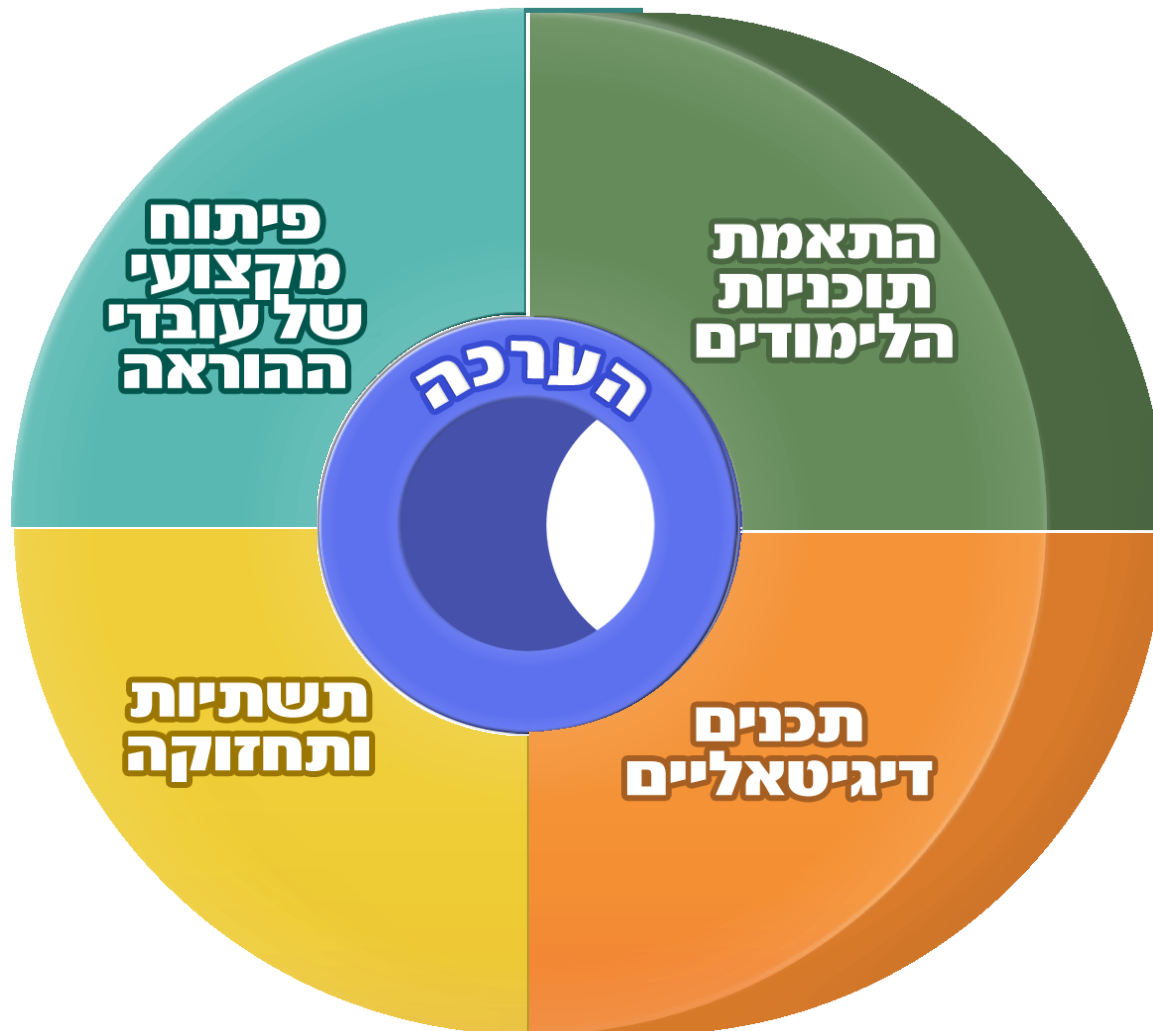 התאמת
תוכניות
הלימודים
פיתוח
מקצועי
של עובדי
ההוראה
הערכה
תכנים
דיגיטאליים
תשתיות
ותחזוקה